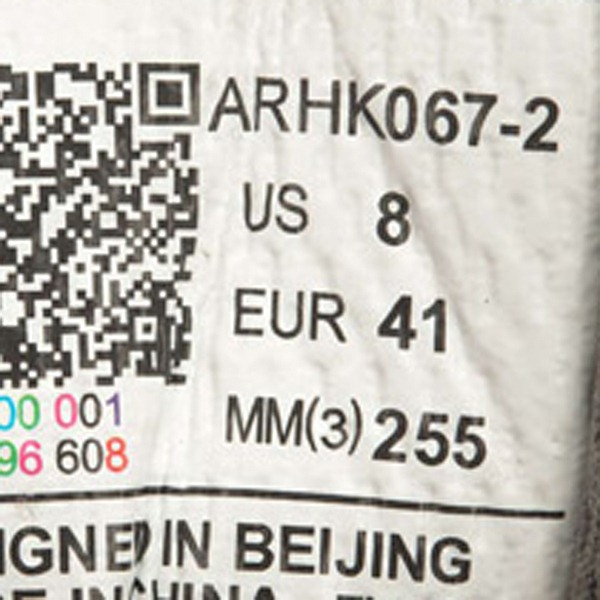 ARHK067-2
US 8
EUR 41
MM(3) 255
00 001
96 608
IGNED IN BEIJING